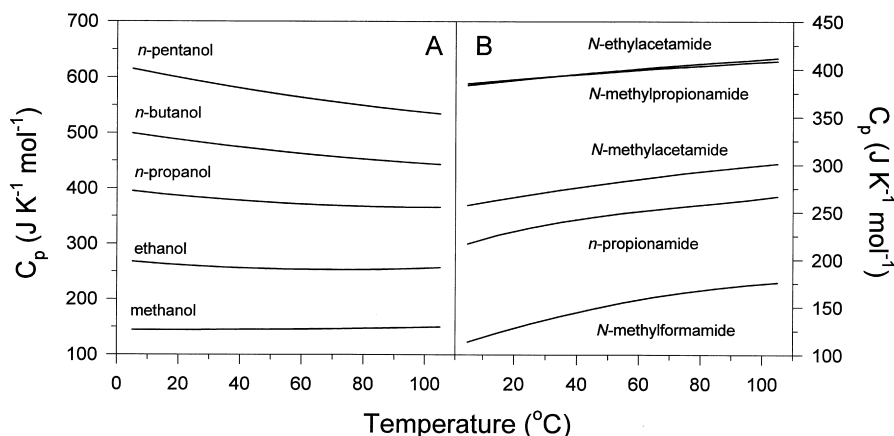 A
B
C_p (J K^-1 mol^-1)
700
600
500
400
300
200
100
n-pentanol
n-butanol
n-propanol
ethanol
methanol
0
20
40
60
80
100
N-ethylacetamide
N-methylpropionamide
N-methylacetamide
n-propionamide
N-methylformamide
20
40
60
80
100
450
400
350
300
250
200
150
100
C_p (J K^-1 mol^-1)
Temperature (°C)